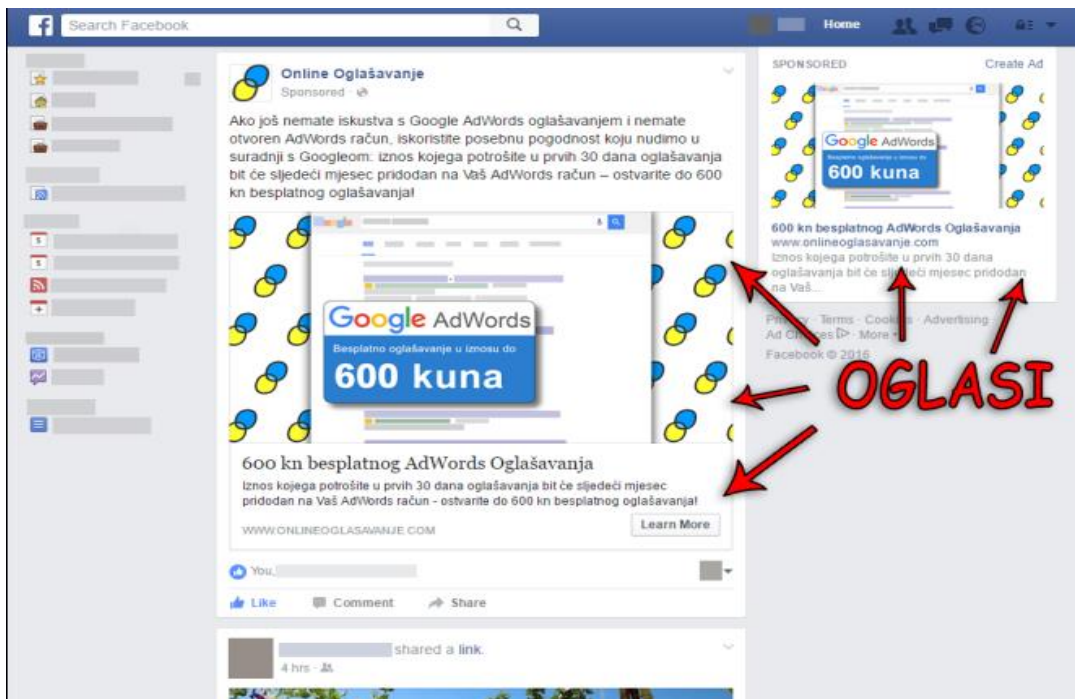 Search Facebook
Home
Online Oglašavanje
Sponsored ·
Ako još nemate iskustva s Google AdWords oglašavanjem i nemate
otvoren AdWords račun, iskoristite posebnu pogodnost koju nudimo u
suradnji s Googleom: iznos kojega potrošite u prvih 30 dana oglašavanja
bit će sljedeći mjesec pridodan na Vaš AdWords račun – ostvarite do 600
kn besplatnog oglašavanja!
Google
Google AdWords
Besplatno oglašavanje u iznosu do
600 kuna
600 kn besplatnog AdWords Oglašavanja
Iznos kojega potrošite u prvih 30 dana oglašavanja bit će sljedeći mjesec
pridodan na Vaš AdWords račun - ostvarite do 600 kn besplatnog oglašavanja!
WWW.ONLINEOGLASAVANJE.COM
Learn More
You,
Like Comment Share
shared a link.
4 hrs ·
SPONSORED Create Ad
Google
Google AdWords
Besplatno oglašavanje u iznosu do
600 kuna
600 kn besplatnog AdWords Oglašavanja
www.onlineoglasavanje.com
Iznos kojega potrošite u prvih 30 dana
oglašavanja bit će sljedeći mjesec pridodan
na Vaš...
Privacy · Terms · Cookies · Advertising ·
Ad Choices · More
Facebook © 2016
OGLASI